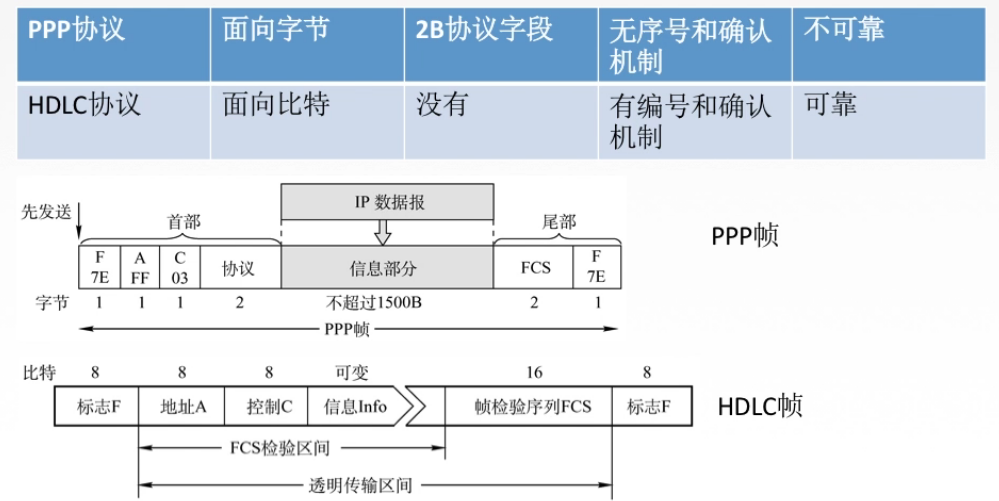 PPP协议 面向字节 2B协议字段 无序号和确认机制 不可靠
HDLC协议 面向比特 没有 有编号和确认机制 可靠
IP 数据报
先发送 首部 尾部
PPP帧
F 7E A FF C 03 协议 信息部分 FCS F 7E
字节 1 1 1 2 不超过1500B 2 1
PPP帧
比特 8 8 8 可变 16 8
标志F 地址A 控制C 信息Info 帧检验序列FCS 标志F
HDLC帧
FCS检验区间
透明传输区间